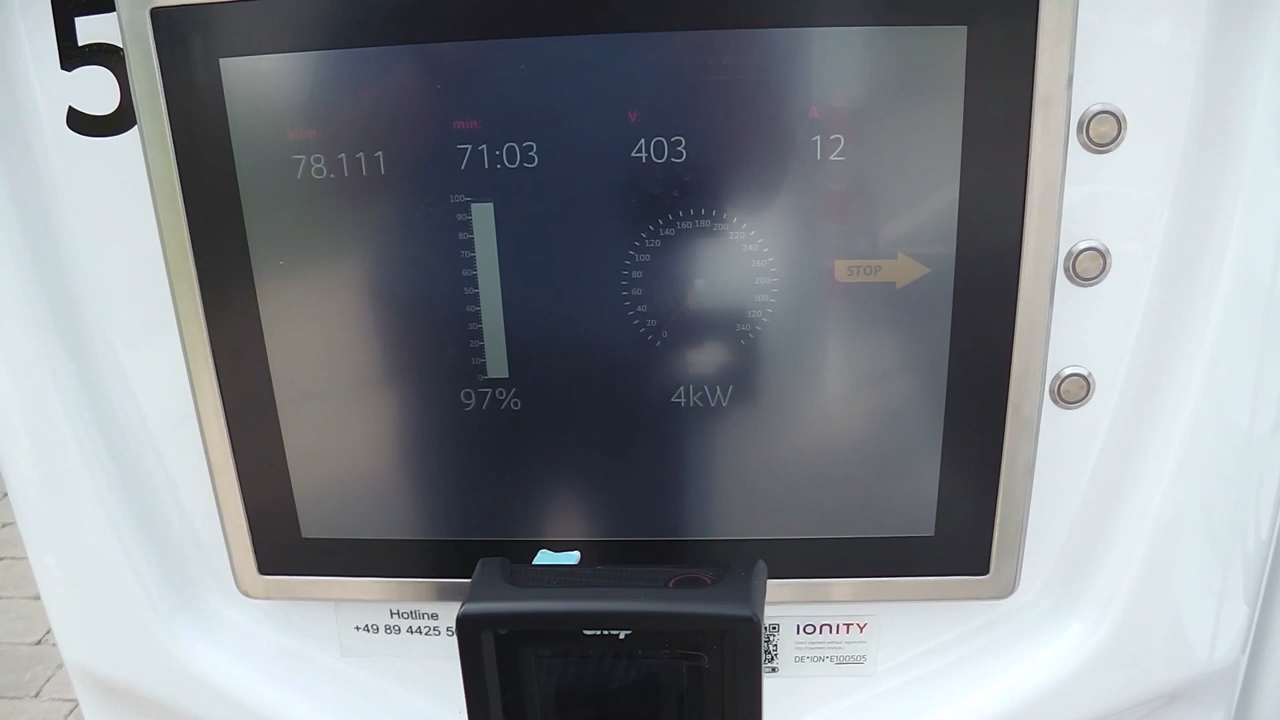 5
min: V: A:
78.111 71:03 403 12
100
90
80
70
60
50
40
30
20
10
0
97%
0 20 40 60 80 100 120 140 160 180 200 220 240 260 280 300 320 340
4kW
STOP
Hotline
+49 89 4425 5
IONITY
DE*ION*E100505